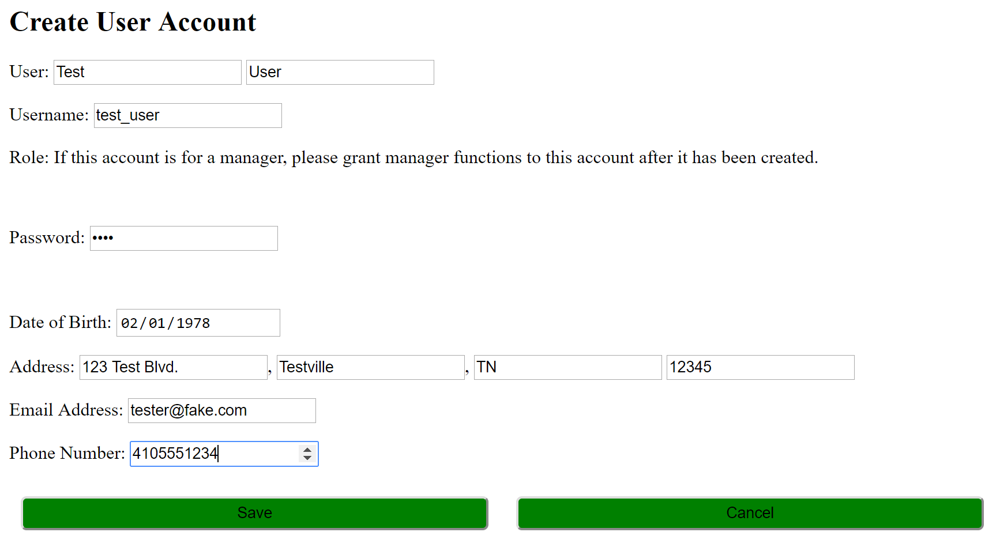 Create User Account
User: Test User
Username: test_user
Role: If this account is for a manager, please grant manager functions to this account after it has been created.
Password: ••••
Date of Birth: 02/01/1978
Address: 123 Test Blvd. , Testville , TN 12345
Email Address: tester@fake.com
Phone Number: 4105551234
Save Cancel